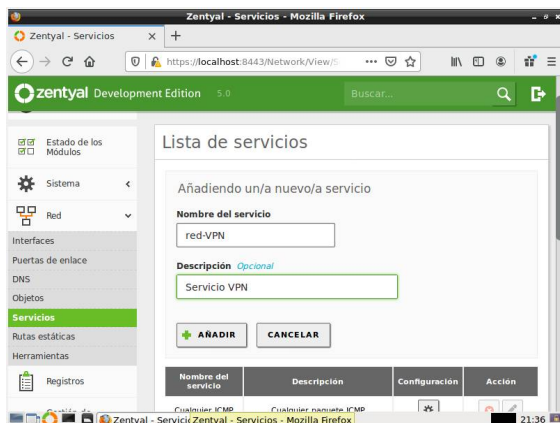 Zentyal - Servicios - Mozilla Firefox
Zentyal - Servicios
https://localhost:8443/Network/View/S
zentyal Development Edition 5.0
Buscar...
Estado de los
Módulos
Sistema
Red
Interfaces
Puertas de enlace
DNS
Objetos
Servicios
Rutas estáticas
Herramientas
Registros
Lista de servicios
Añadiendo un/a nuevo/a servicio
Nombre del servicio
red-VPN
Descripción Opcional
Servicio VPN
AÑADIR
CANCELAR
Nombre del
servicio
Descripción
Configuración
Acción
Cualquier ICMP
Cualquier paquete ICMP
Zentyal - Servicio
Zentyal - Servicios - Mozilla Firefox
21:36